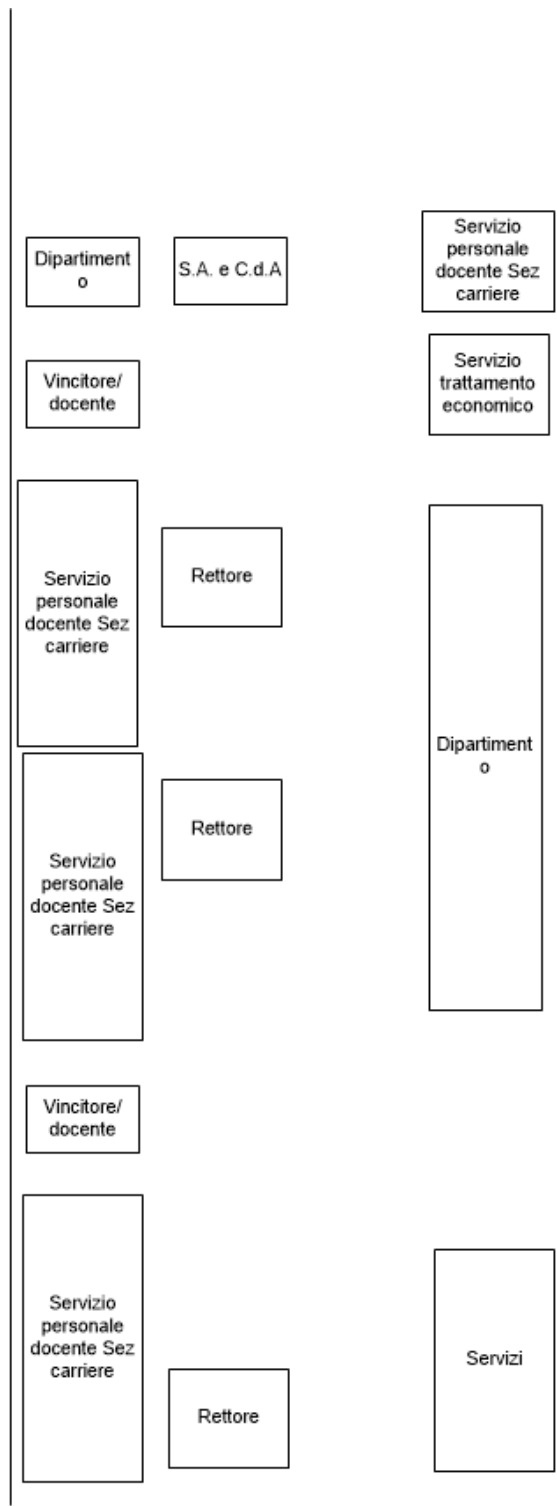 Dipartiment
o
S.A. e C.d.A
Servizio
personale
docente Sez
carriere
Vincitore/
docente
Servizio
trattamento
economico
Servizio
personale
docente Sez
carriere
Rettore
Dipartiment
o
Servizio
personale
docente Sez
carriere
Rettore
Vincitore/
docente
Servizio
personale
docente Sez
carriere
Rettore
Servizi